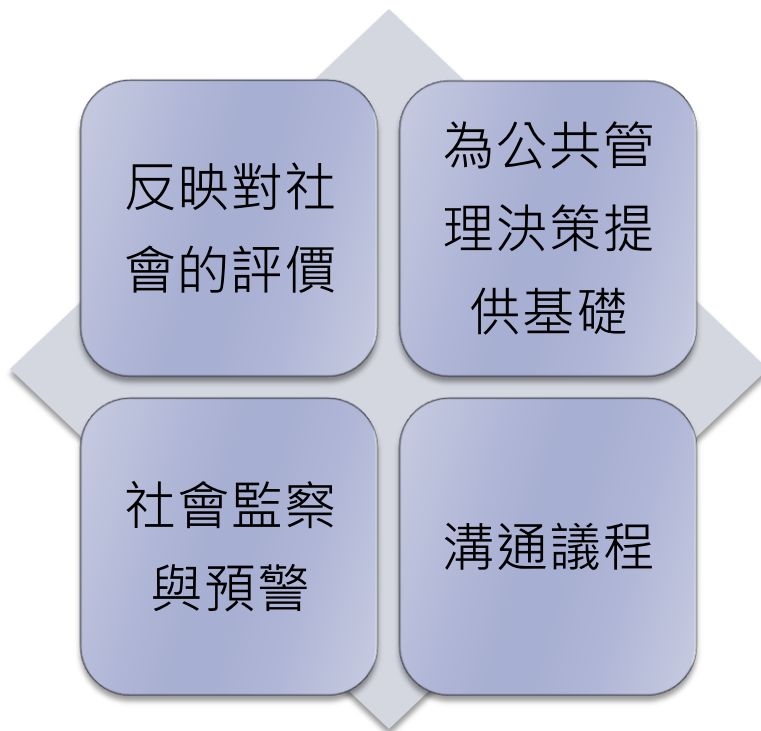 反映對社
會的評價
為公共管
理決策提
供基礎
社會監察
與預警
溝通議程